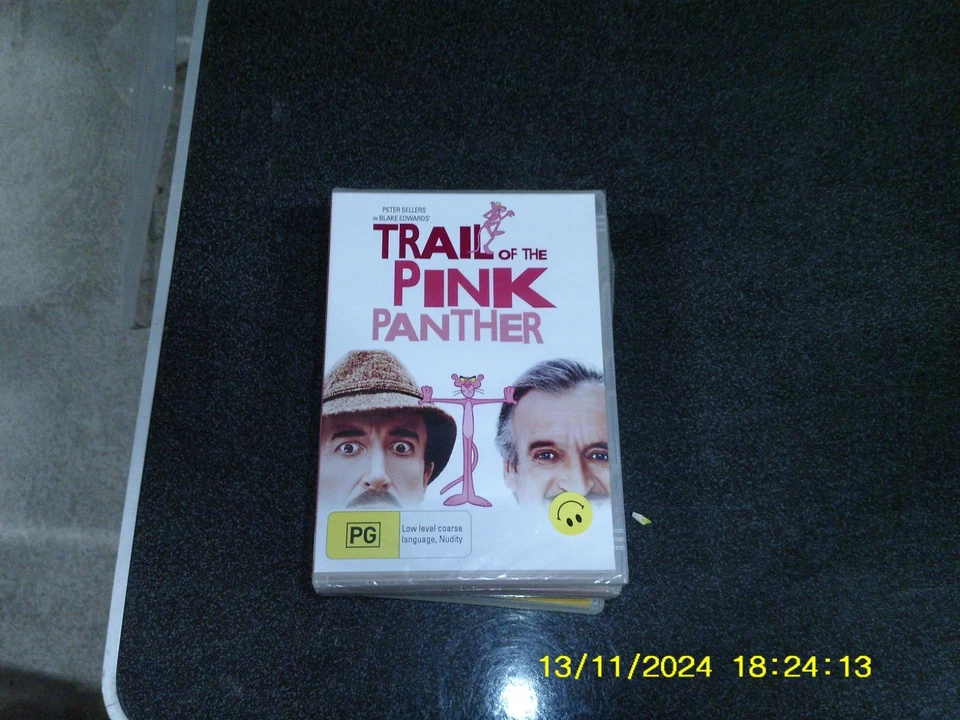 PETER SELLERS
IN BLAKE EDWARDS'
TRAIL OF THE
PINK
PANTHER
PG
Low level coarse
language, Nudity
13/11/2024 18:24:13